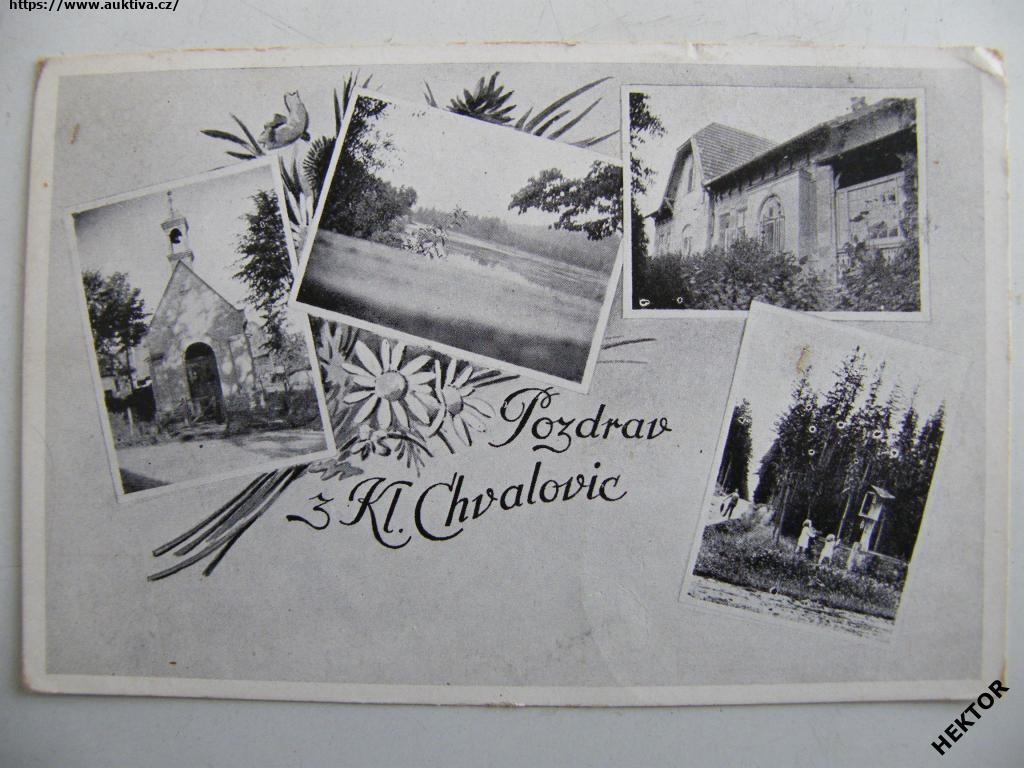 https://www.auktiva.cz/
Pozdrav
z Kl. Chvalovic
HEKTOR